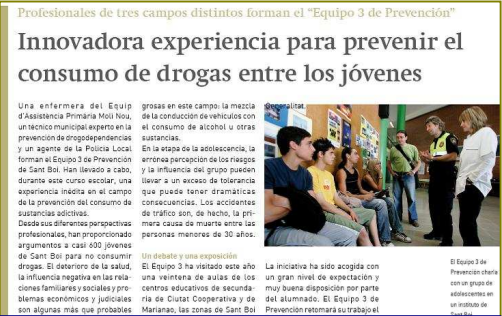 Profesionales de tres campos distintos forman el "Equipo 3 de Prevención"
Innovadora experiencia para prevenir el
consumo de drogas entre los jóvenes
Una enfermera del Equip
d'Assistència Primària Molí Nou,
un técnico municipal experto en la
prevención de drogodependencias
y un agente de la Policía Local
forman el Equipo 3 de Prevención
de Sant Boi. Han llevado a cabo,
durante este curso escolar, una
experiencia inédita en el campo
de la prevención del consumo de
sustancias adictivas.
Desde sus diferentes perspectivas
profesionales, han proporcionado
argumentos a casi 600 jóvenes
de Sant Boi para no consumir
drogas. El deterioro de la salud,
la influencia negativa en las rela-
ciones familiares y sociales y pro-
blemas económicos y judiciales
son algunas más que probables
grosas en este campo: la mezcla
de la conducción de vehículos con
el consumo de alcohol u otras
sustancias.
En la etapa de la adolescencia, la
errónea percepción de los riesgos
y la influencia del grupo pueden
llevar a un exceso de tolerancia
que puede tener dramáticas
consecuencias. Los accidentes
de tráfico son, de hecho, la pri-
mera causa de muerte entre las
personas menores de 30 años.
Un debate y una exposición
El Equipo 3 ha visitado este año
una veintena de aulas de los
centros educativos de secunda-
ria de Ciutat Cooperativa y de
Marianao, las zonas de Sant Boi
Generalitat.
La iniciativa ha sido acogida con
un gran nivel de expectación y
muy buena disposición por parte
del alumnado. El Equipo 3 de
Prevención retomará su trabajo el
El Equipo 3 de
Prevención charla
con un grupo de
adolescentes en
un instituto de
Sant Boi